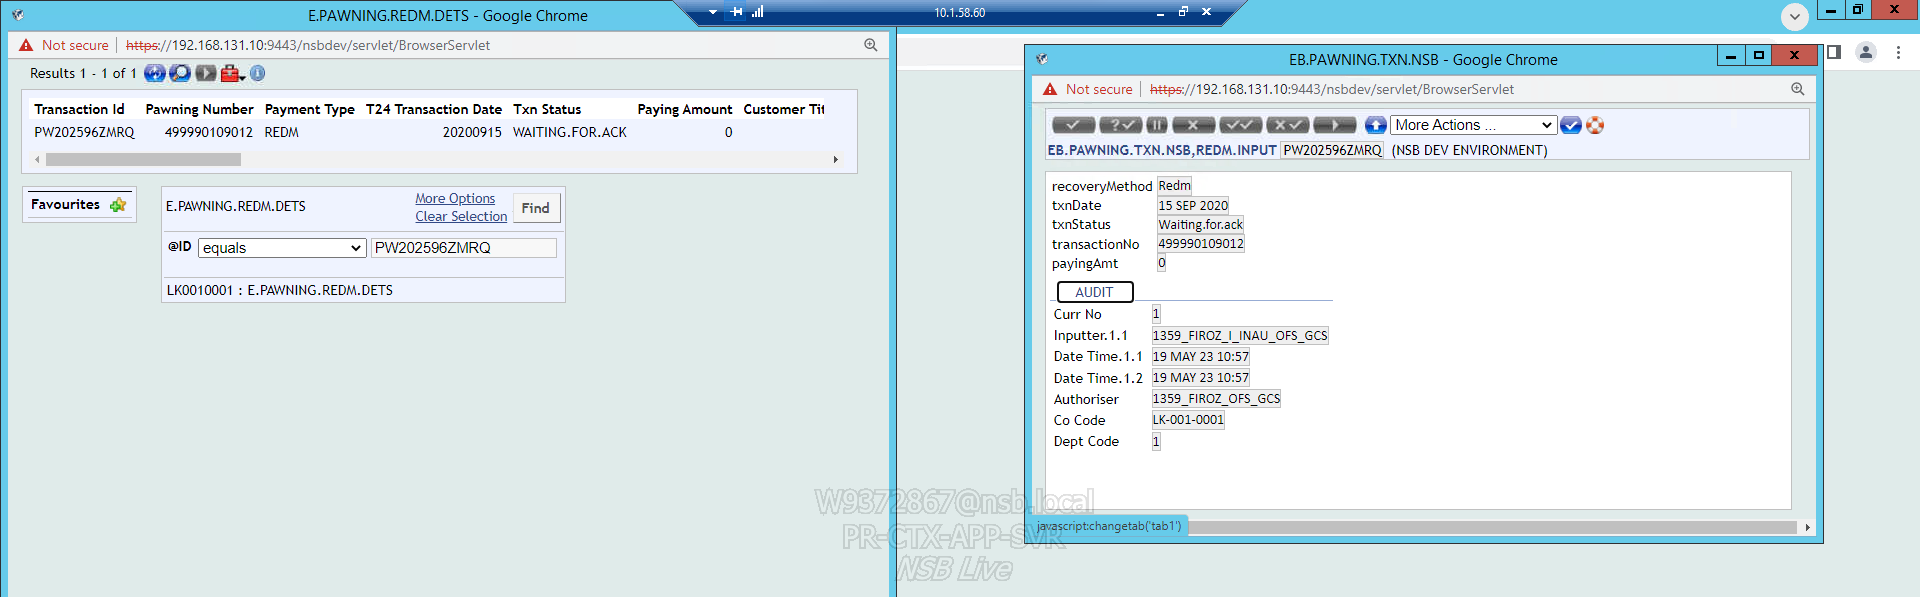 E.PAWNING.REDM.DETS - Google Chrome
10.1.58.60
Not secure https://192.168.131.10:9443/nsbdev/servlet/BrowserServlet
Results 1 - 1 of 1
Transaction Id Pawning Number Payment Type T24 Transaction Date Txn Status Paying Amount Customer Tit
PW202596ZMRQ 499990109012 REDM 20200915 WAITING.FOR.ACK 0
Favourites
E.PAWNING.REDM.DETS
More Options
Clear Selection
Find
@ID equals PW202596ZMRQ
LK0010001 : E.PAWNING.REDM.DETS
EB.PAWNING.TXN.NSB - Google Chrome
Not secure https://192.168.131.10:9443/nsbdev/servlet/BrowserServlet
More Actions ...
EB.PAWNING.TXN.NSB,REDM.INPUT PW202596ZMRQ (NSB DEV ENVIRONMENT)
recoveryMethod Redm
txnDate 15 SEP 2020
txnStatus Waiting.for.ack
transactionNo 499990109012
payingAmt 0
AUDIT
Curr No 1
Inputter.1.1 1359_FIROZ_I_INAU_OFS_GCS
Date Time.1.1 19 MAY 23 10:57
Date Time.1.2 19 MAY 23 10:57
Authoriser 1359_FIROZ_OFS_GCS
Co Code LK-001-0001
Dept Code 1
javascript:changetab('tab1')
W9372867@nsb.local
PR-CTX-APP-SVR
NSB Live